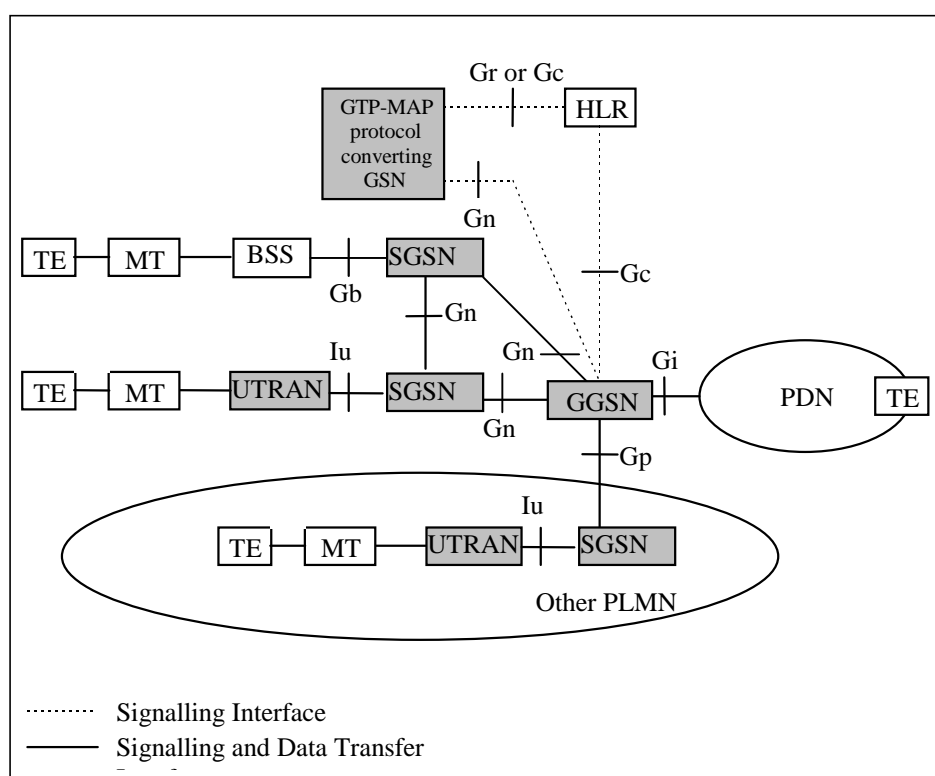 Gr or Gc
GTP-MAP
protocol
converting
GSN
HLR
Gn
Gc
TE
MT
BSS
Gb
SGSN
Gn
Gn
TE
MT
UTRAN
Iu
SGSN
Gn
GGSN
Gi
PDN
TE
Gp
TE
MT
UTRAN
Iu
SGSN
Other PLMN
Signalling Interface
Signalling and Data Transfer